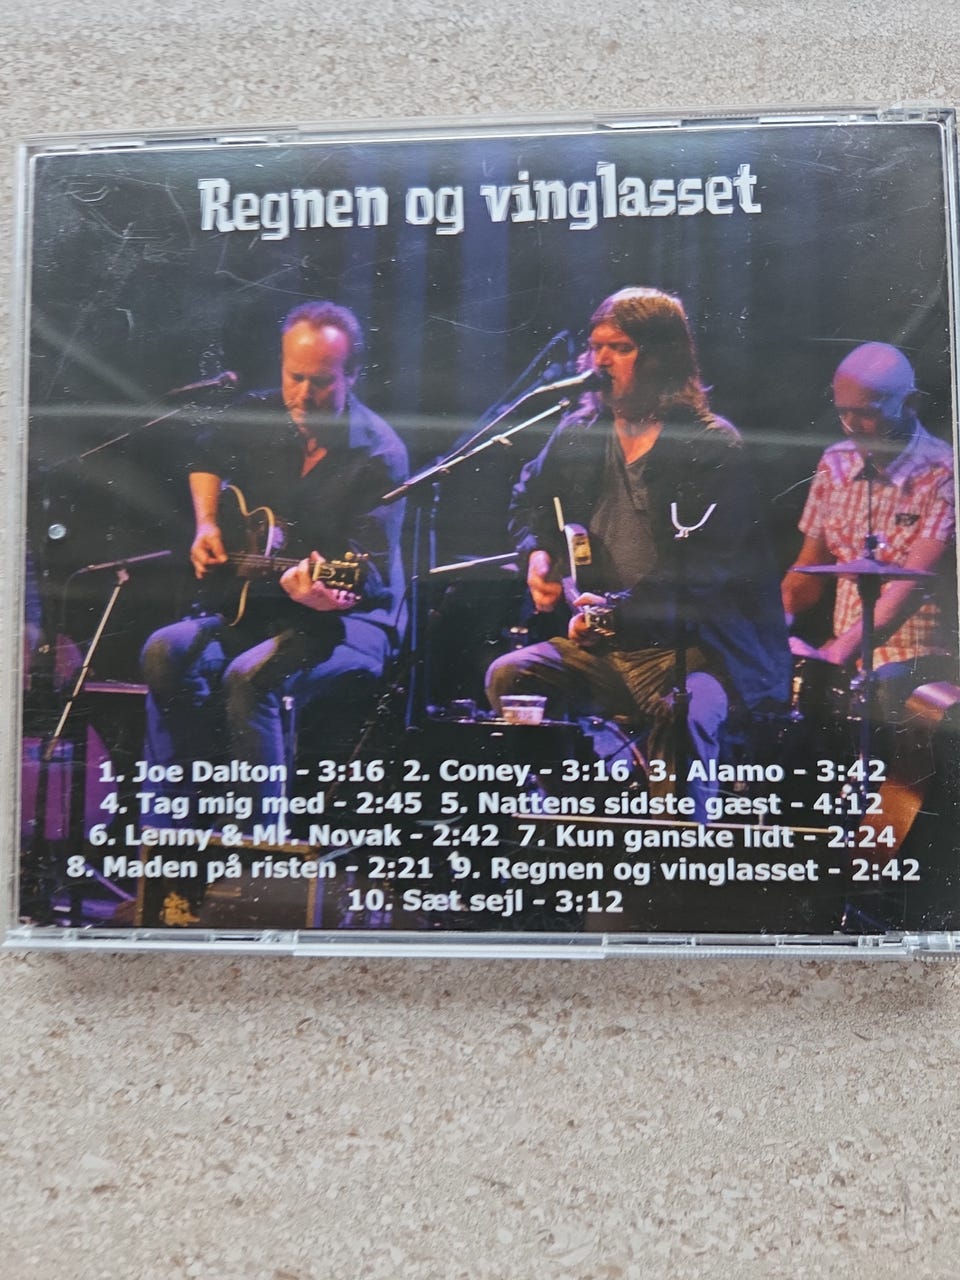 Regnen og vinglasset
1. Joe Dalton - 3:16 2. Coney - 3:16 3. Alamo - 3:42
4. Tag mig med - 2:45 5. Nattens sidste gæst - 4:12
6. Lenny & Mr. Novak - 2:42 7. Kun ganske lidt - 2:24
8. Maden på risten - 2:21 9. Regnen og vinglasset - 2:42
10. Sæt sejl - 3:12